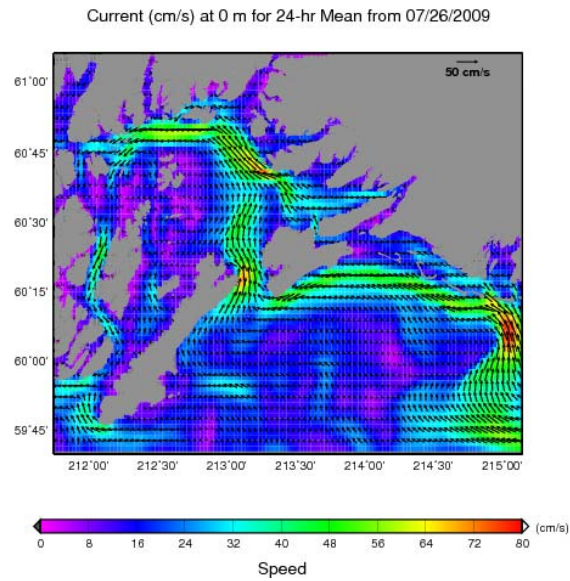 Current (cm/s) at 0 m for 24-hr Mean from 07/26/2009
50 cm/s
61°00'
60°45'
60°30'
60°15'
60°00'
59°45'
212°00' 212°30' 213°00' 213°30' 214°00' 214°30' 215°00'
0 8 16 24 32 40 48 56 64 72 80 (cm/s)
Speed